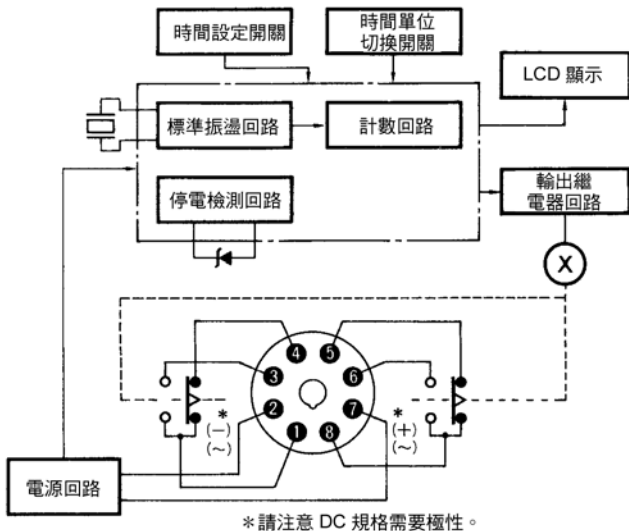 時間設定開關
時間單位
切換開關
LCD 顯示
標準振盪回路
計數回路
停電檢測回路
輸出繼
電器回路
X
4
5
3
6
2
7
1
8
*
(−)
(~)
*
(+)
(~)
電源回路
*請注意 DC 規格需要極性。